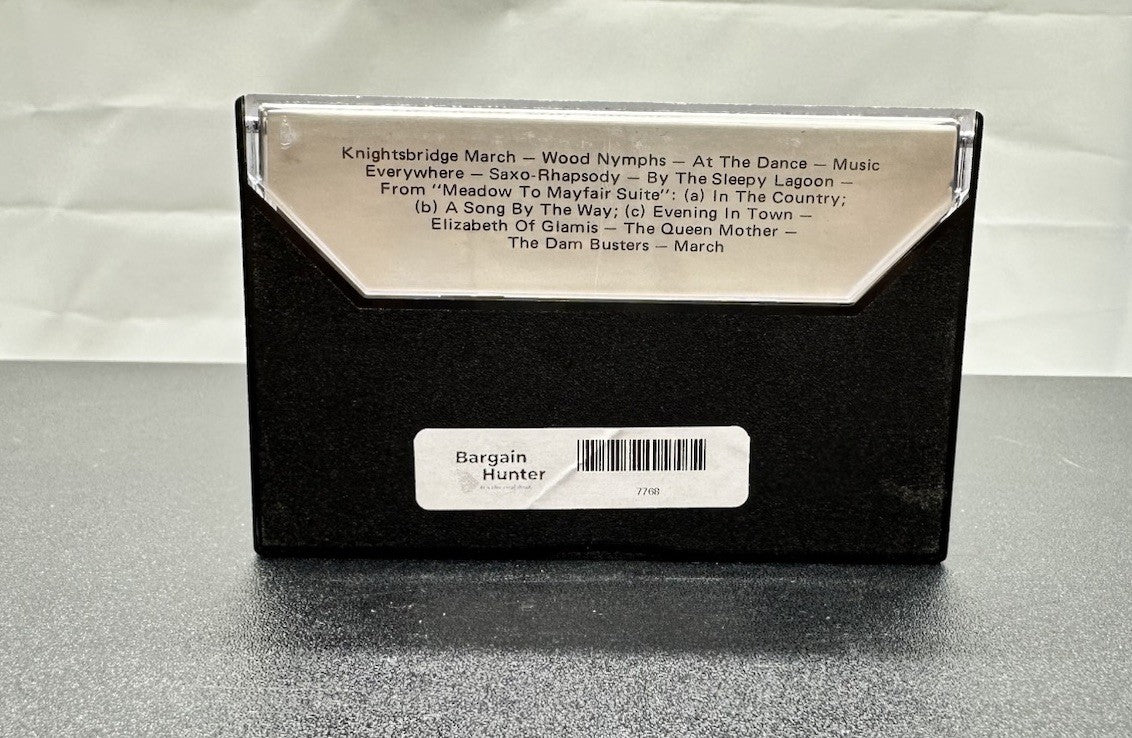 Knightsbridge March — Wood Nymphs — At The Dance — Music
Everywhere — Saxo-Rhapsody — By The Sleepy Lagoon —
From "Meadow To Mayfair Suite": (a) In The Country;
(b) A Song By The Way; (c) Evening In Town —
Elizabeth Of Glamis — The Queen Mother —
The Dam Busters — March
Bargain
Hunter
7768